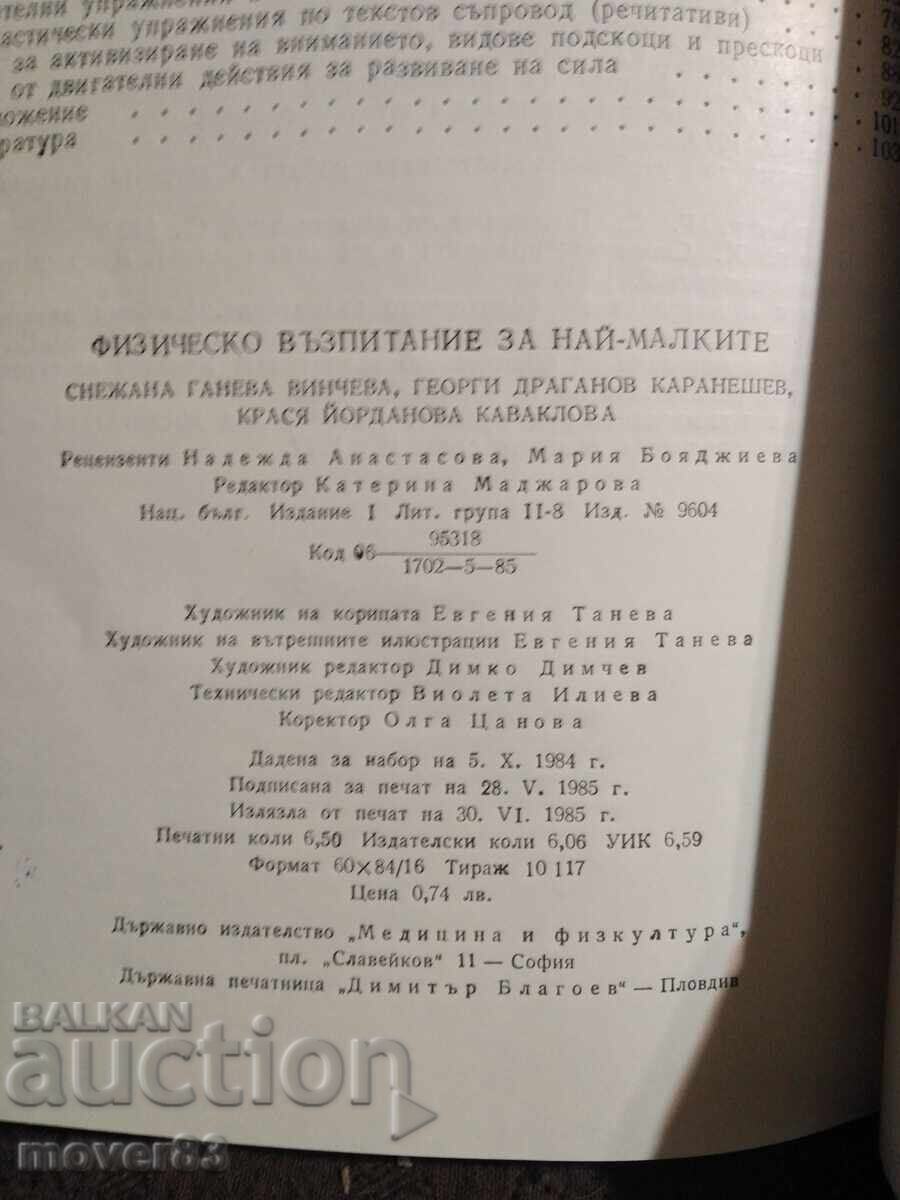 упражнения
упражнения по текстов съпровод (речитативи) . . . 78
за активизиране на вниманието, видове подскоци и прескоци 82
от двигателни действия за развиване на сила . . . . . 88
. . . . . . . . . . . . . . . . . . . . 92
. . . . . . . . . . . . . . . . . . . . 101
103
ФИЗИЧЕСКО ВЪЗПИТАНИЕ ЗА НАЙ-МАЛКИТЕ
СНЕЖАНА ГАНЕВА ВИНЧЕВА, ГЕОРГИ ДРАГАНОВ КАРАНЕШЕВ,
КРАСЯ ЙОРДАНОВА КАВАКЛОВА
Рецензенти Надежда Анастасова, Мария Бояджиева
Редактор Катерина Маджарова
Нац. бълг. Издание I Лит. група II-8 Изд. № 9604
95318
Код 06
1702—5—85
Художник на корицата Евгения Танева
Художник на вътрешните илюстрации Евгения Танева
Художник редактор Димко Димчев
Технически редактор Виолета Илиева
Коректор Олга Цанова
Дадена за набор на 5. X. 1984 г.
Подписана за печат на 28. V. 1985 г.
Излязла от печат на 30. VI. 1985 г.
Печатни коли 6,50 Издателски коли 6,06 УИК 6,59
Формат 60×84/16 Тираж 10 117
Цена 0,74 лв.
Държавно издателство „Медицина и физкултура",
пл. „Славейков" 11 — София
Държавна печатница „Димитър Благоев" — Пловдив
BALKAN
auction
mover83